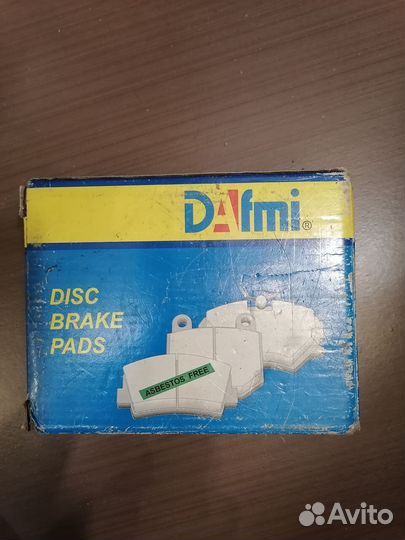 DAfmi®
DISC
BRAKE
PADS
ASBESTOS FREE
Avito